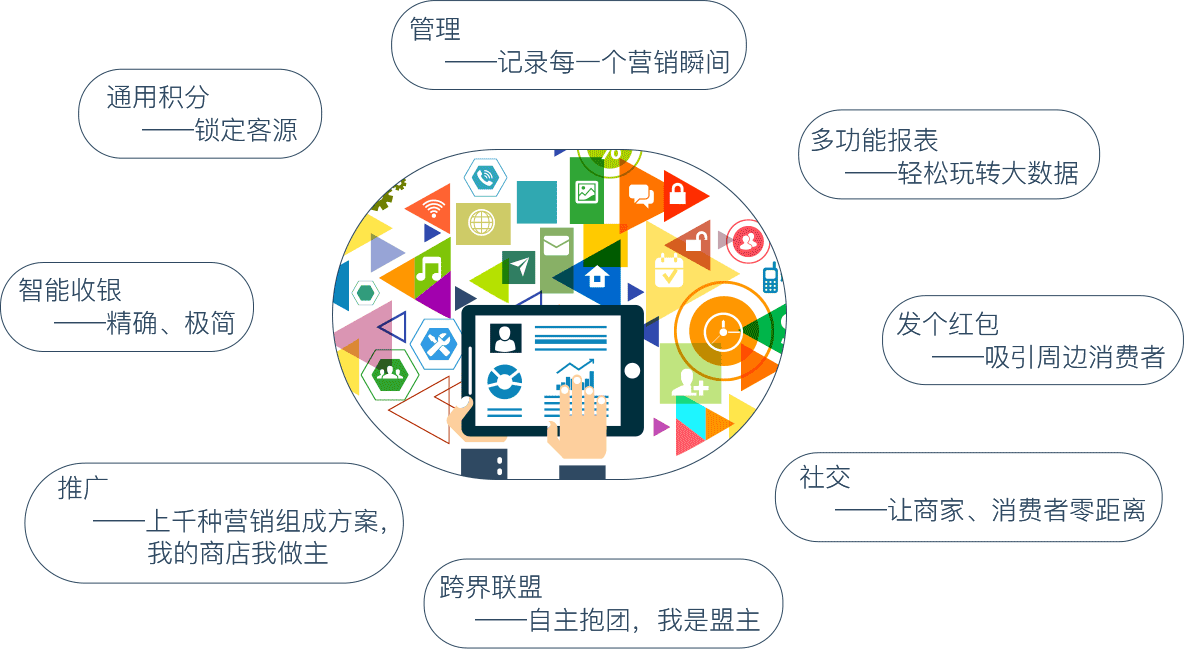 管理
——记录每一个营销瞬间
通用积分
——锁定客源
多功能报表
——轻松玩转大数据
智能收银
——精确、极简
发个红包
——吸引周边消费者
推广
——上千种营销组成方案，
我的商店我做主
社交
——让商家、消费者零距离
跨界联盟
——自主抱团，我是盟主
%